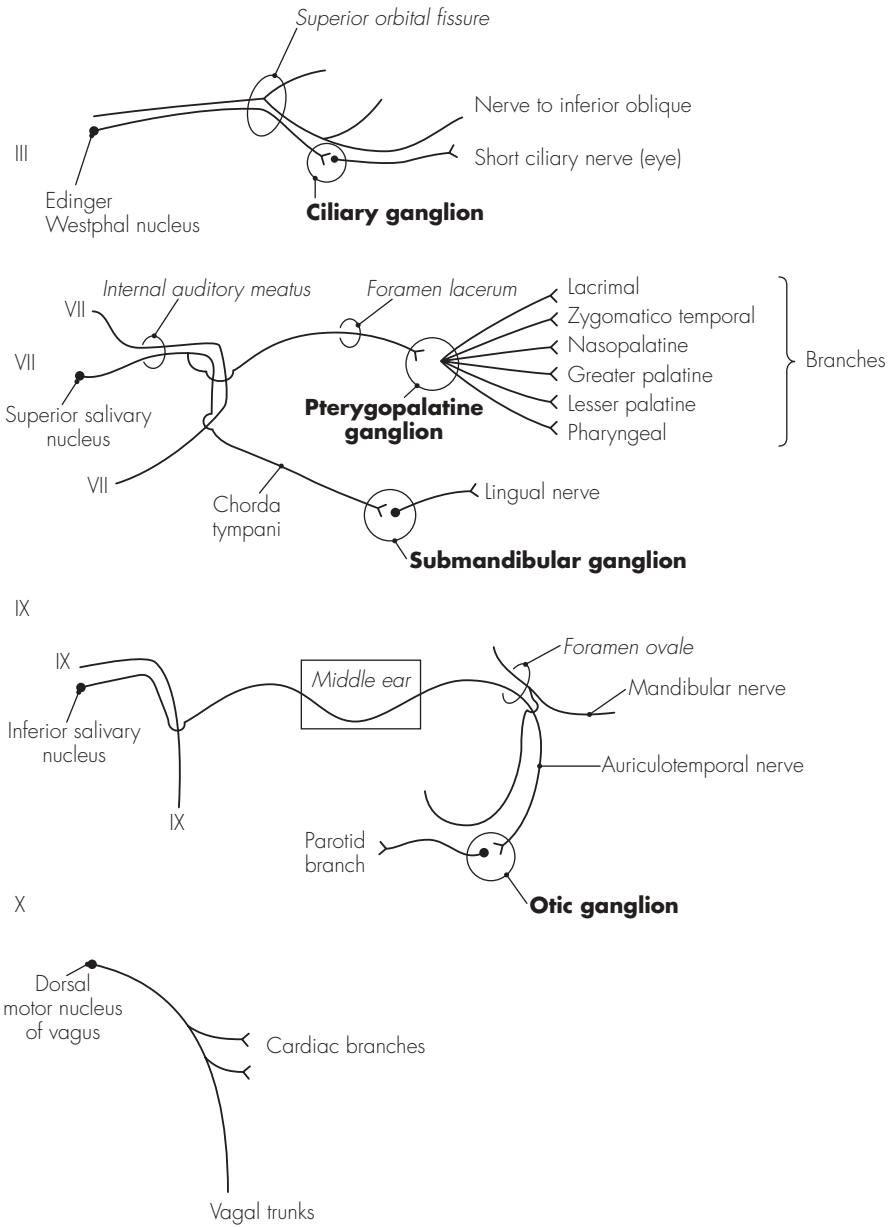 Superior orbital fissure
Nerve to inferior oblique
III
Short ciliary nerve (eye)
Edinger
Westphal nucleus
Ciliary ganglion
Internal auditory meatus
Foramen lacerum
VII
Lacrimal
Zygomatico temporal
VII
Nasopalatine
Branches
Greater palatine
Superior salivary
nucleus
Pterygopalatine
ganglion
Lesser palatine
Pharyngeal
VII
Chorda
tympani
Lingual nerve
Submandibular ganglion
IX
IX
Middle ear
Foramen ovale
Mandibular nerve
Inferior salivary
nucleus
Auriculotemporal nerve
IX
Parotid
branch
Otic ganglion
X
Dorsal
motor nucleus
of vagus
Cardiac branches
Vagal trunks